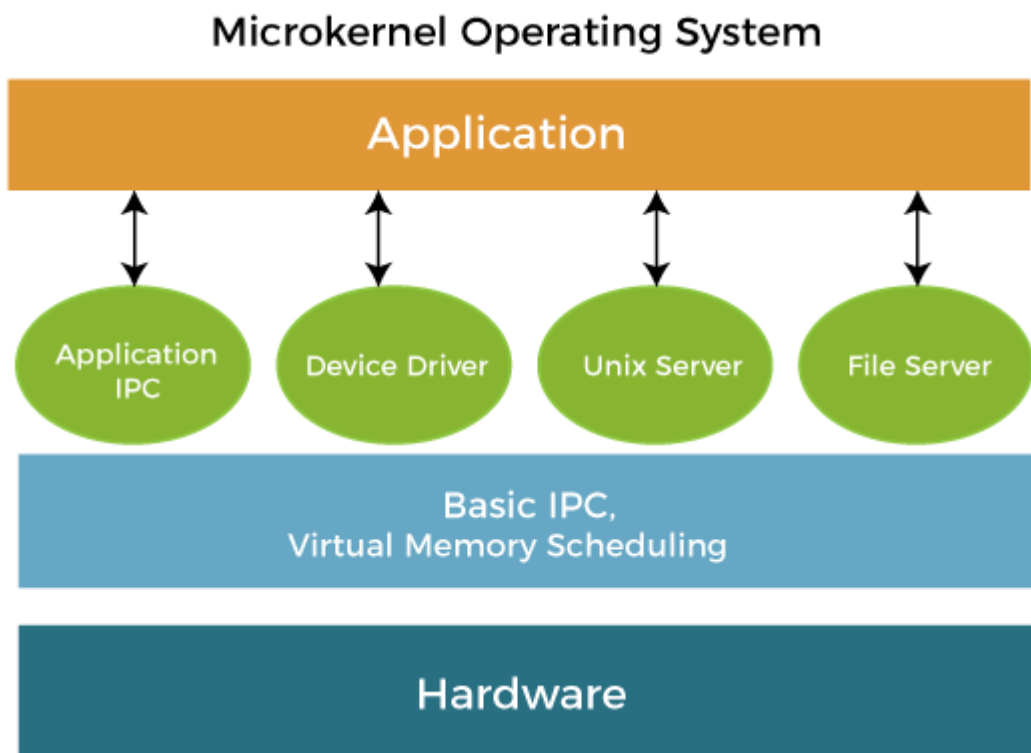 Microkernel Operating System
Application
Application
IPC
Device Driver
Unix Server
File Server
Basic IPC,
Virtual Memory Scheduling
Hardware